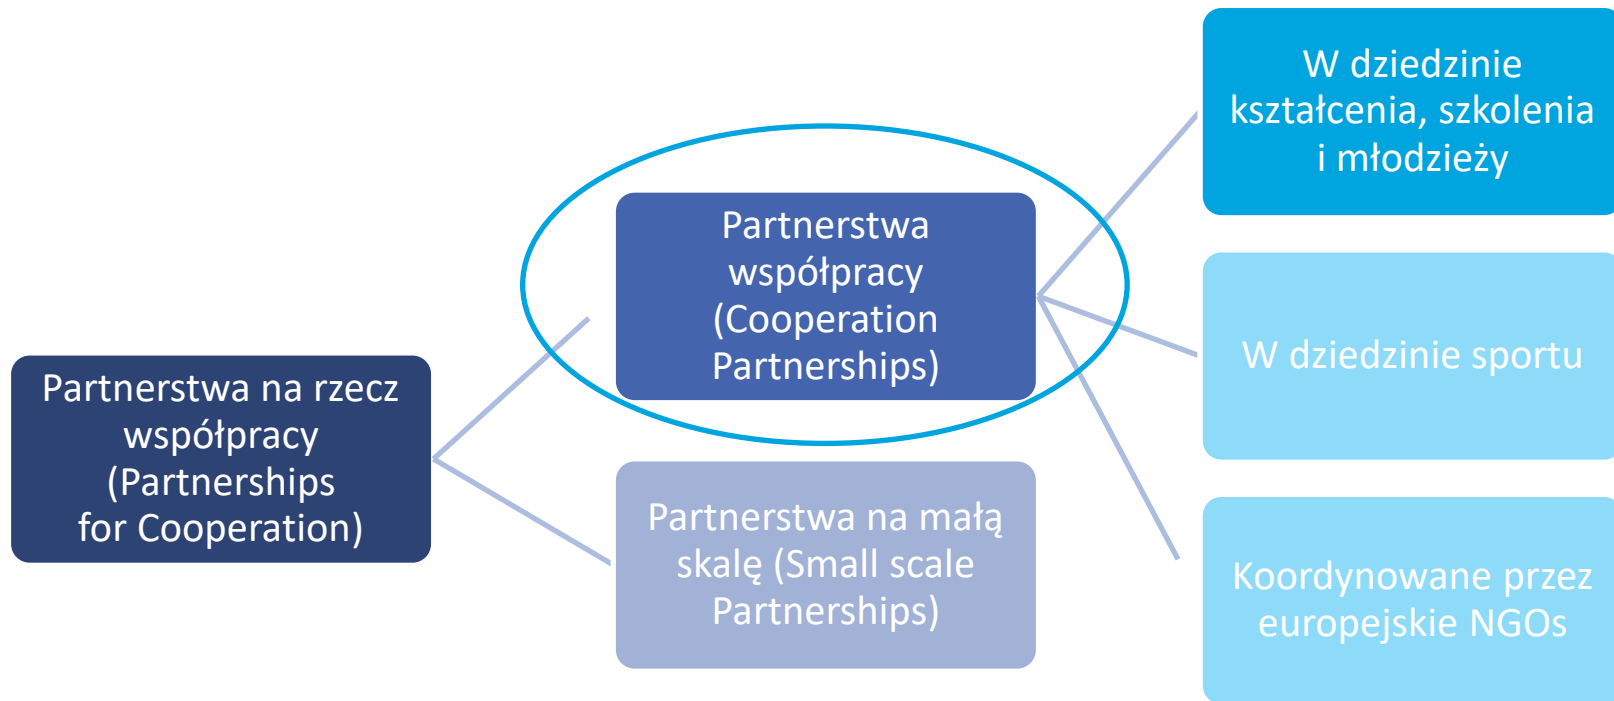 Partnerstwa na rzecz
współpracy
(Partnerships
for Cooperation)
Partnerstwa
współpracy
(Cooperation
Partnerships)
Partnerstwa na małą
skalę (Small scale
Partnerships)
W dziedzinie
kształcenia, szkolenia
i młodzieży
W dziedzinie sportu
Koordynowane przez
europejskie NGOs